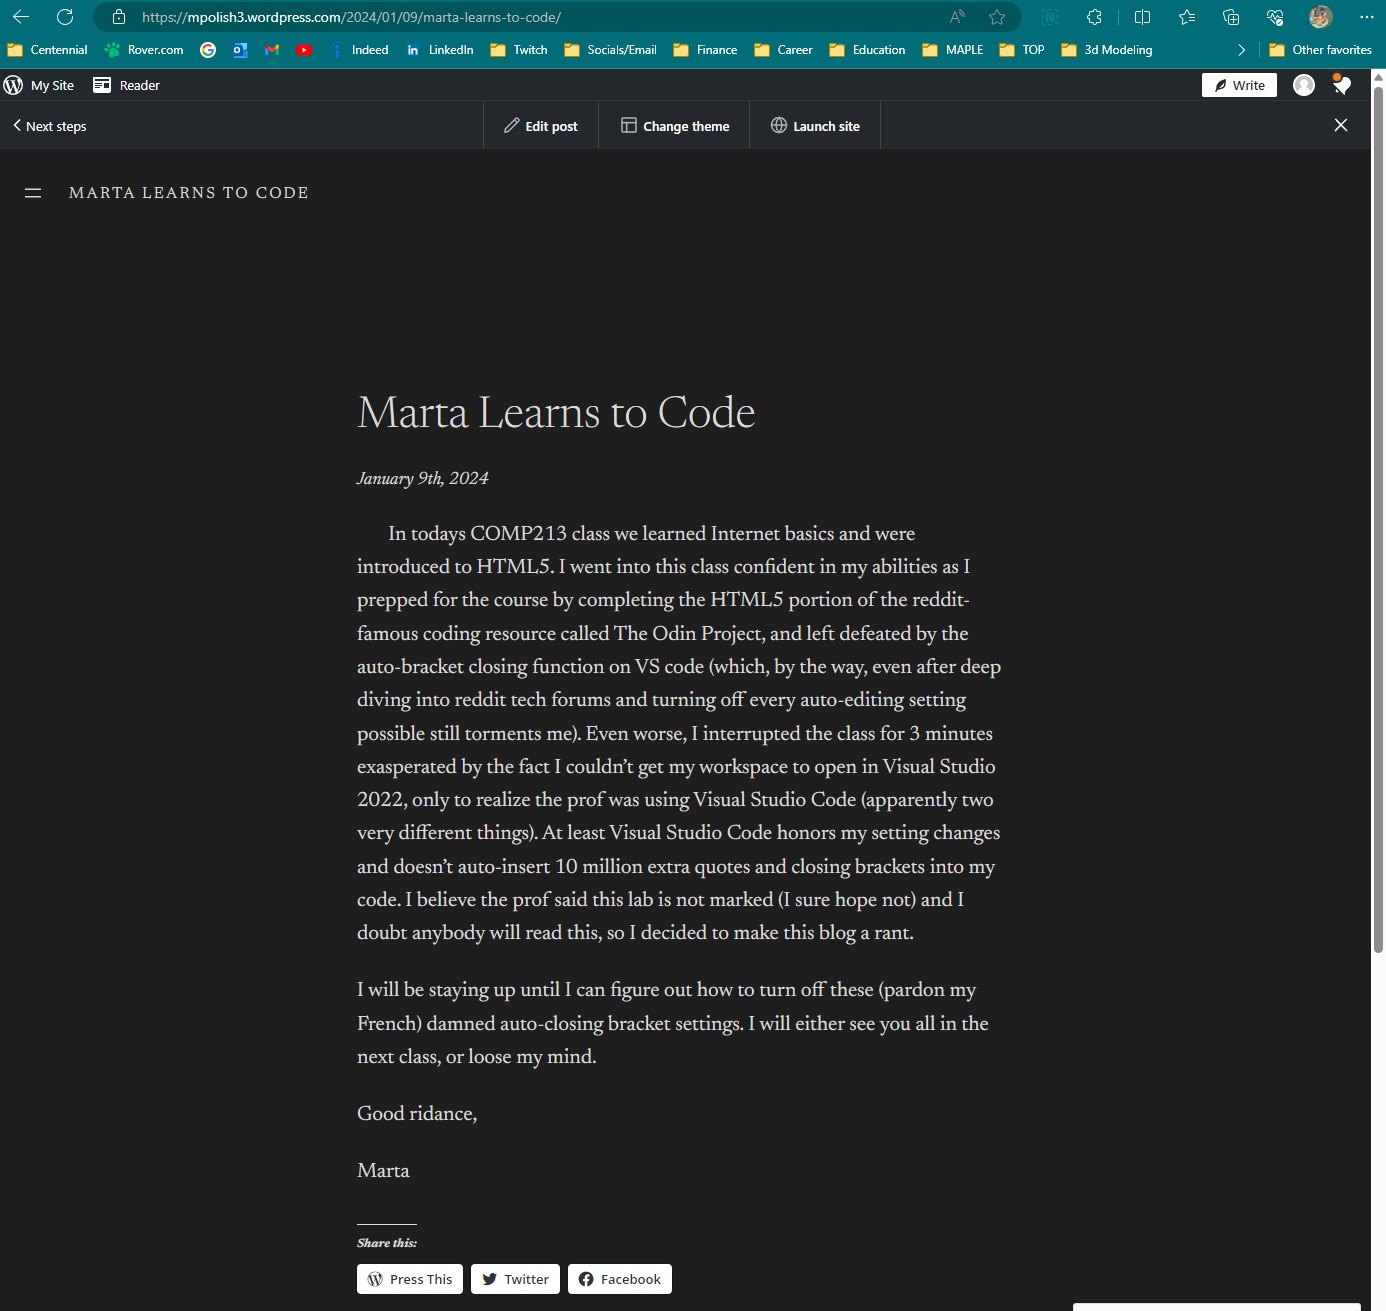 https://mpolish3.wordpress.com/2024/01/09/marta-learns-to-code/
Centennial Rover.com Indeed LinkedIn Twitch Socials/Email Finance Career Education MAPLE TOP 3d Modeling Other favorites
My Site Reader Write
Next steps Edit post Change theme Launch site
MARTA LEARNS TO CODE
Marta Learns to Code
January 9th, 2024
In todays COMP213 class we learned Internet basics and were
introduced to HTML5. I went into this class confident in my abilities as I
prepped for the course by completing the HTML5 portion of the reddit-
famous coding resource called The Odin Project, and left defeated by the
auto-bracket closing function on VS code (which, by the way, even after deep
diving into reddit tech forums and turning off every auto-editing setting
possible still torments me). Even worse, I interrupted the class for 3 minutes
exasperated by the fact I couldn’t get my workspace to open in Visual Studio
2022, only to realize the prof was using Visual Studio Code (apparently two
very different things). At least Visual Studio Code honors my setting changes
and doesn’t auto-insert 10 million extra quotes and closing brackets into my
code. I believe the prof said this lab is not marked (I sure hope not) and I
doubt anybody will read this, so I decided to make this blog a rant.
I will be staying up until I can figure out how to turn off these (pardon my
French) damned auto-closing bracket settings. I will either see you all in the
next class, or loose my mind.
Good ridance,
Marta
Share this:
Press This Twitter Facebook